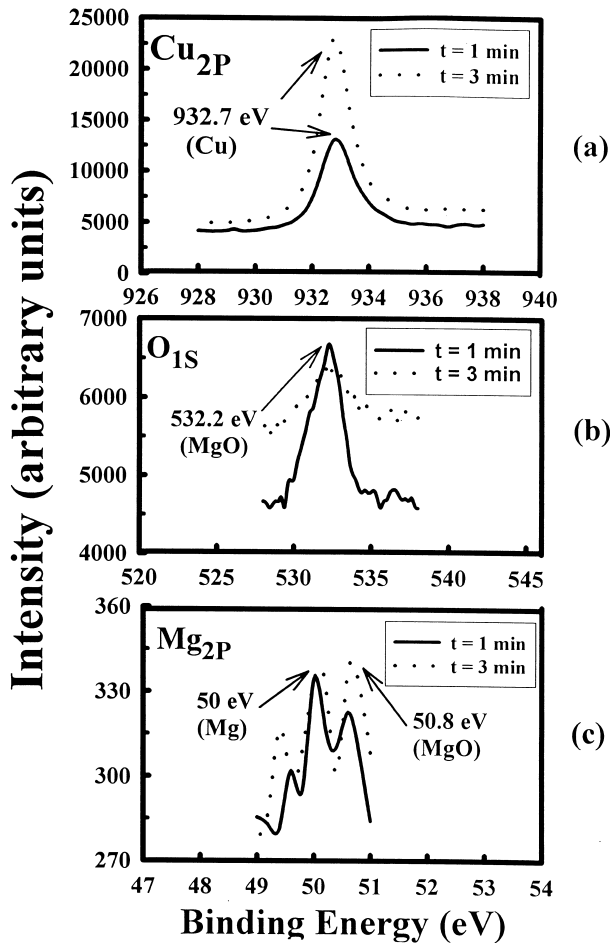 25000
20000
15000
10000
5000
0
Cu2P
t = 1 min
t = 3 min
932.7 eV
(Cu)
(a)
926 928 930 932 934 936 938 940
7000
6000
5000
4000
O1S
t = 1 min
t = 3 min
532.2 eV
(MgO)
(b)
520 525 530 535 540 545
360
330
300
270
Mg2P
t = 1 min
t = 3 min
50 eV
(Mg)
50.8 eV
(MgO)
(c)
47 48 49 50 51 52 53 54
Intensity (arbitrary units)
Binding Energy (eV)